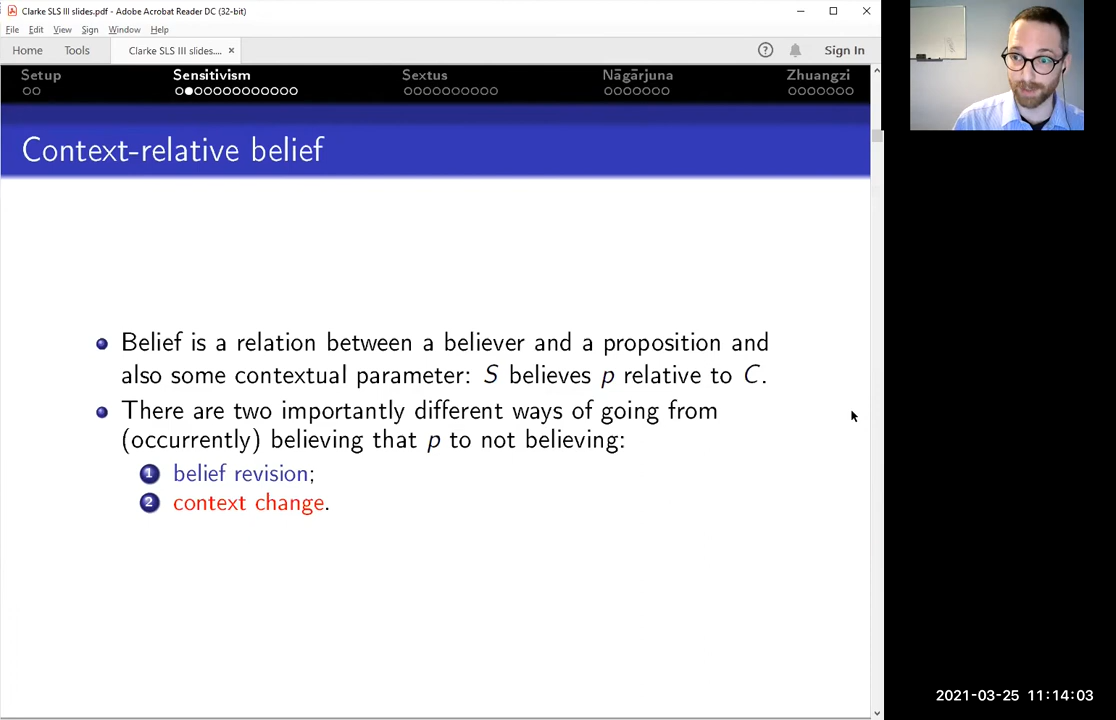 Clarke SLS III slides.pdf - Adobe Acrobat Reader DC (32-bit)
File Edit View Sign Window Help
Home Tools Clarke SLS III slides.... × Sign In
Setup Sensitivism Sextus Nāgārjuna Zhuangzi
Context-relative belief
Belief is a relation between a believer and a proposition and
also some contextual parameter: S believes p relative to C.
There are two importantly different ways of going from
(occurrently) believing that p to not believing:
1 belief revision;
2 context change.
2021-03-25 11:14:03